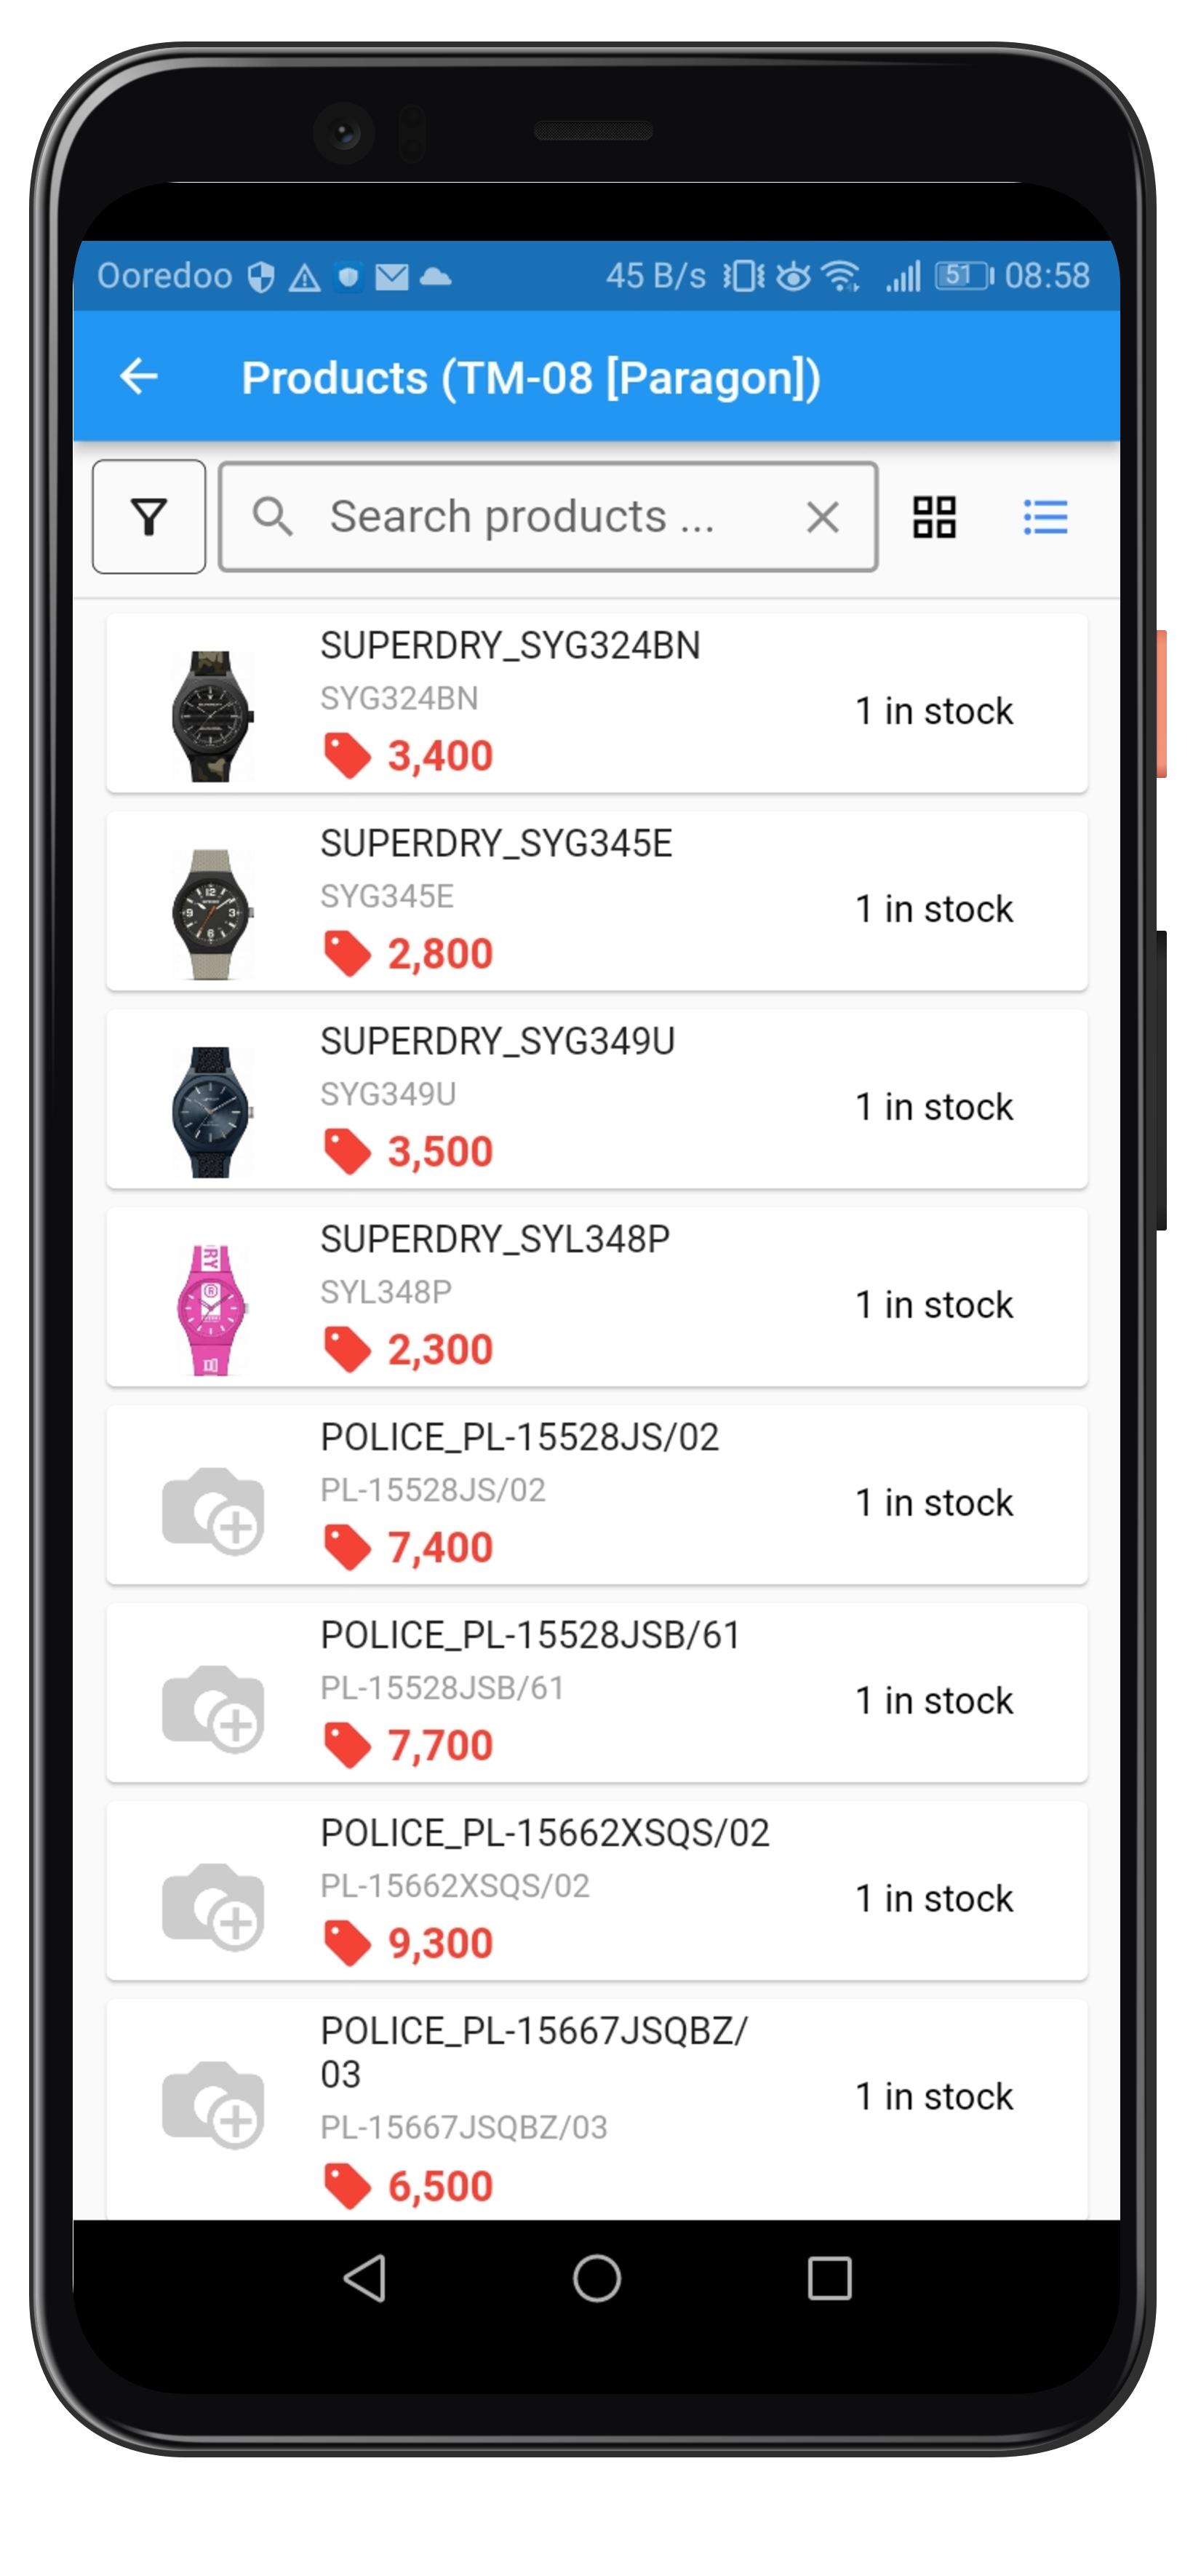 Ooredoo 45 B/s 51 08:58
Products (TM-08 [Paragon])
Search products ...
SUPERDRY_SYG324BN
SYG324BN
1 in stock
3,400
SUPERDRY_SYG345E
SYG345E
1 in stock
2,800
SUPERDRY_SYG349U
SYG349U
1 in stock
3,500
SUPERDRY_SYL348P
SYL348P
1 in stock
2,300
POLICE_PL-15528JS/02
PL-15528JS/02
1 in stock
7,400
POLICE_PL-15528JSB/61
PL-15528JSB/61
1 in stock
7,700
POLICE_PL-15662XSQS/02
PL-15662XSQS/02
1 in stock
9,300
POLICE_PL-15667JSQBZ/
03
1 in stock
PL-15667JSQBZ/03
6,500